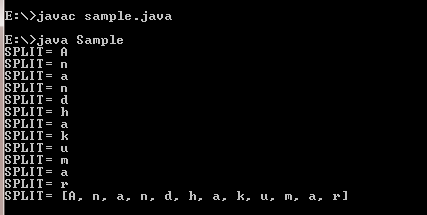 E:\>javac sample.java
E:\>java Sample
SPLIT= A
SPLIT= n
SPLIT= a
SPLIT= n
SPLIT= d
SPLIT= h
SPLIT= a
SPLIT= k
SPLIT= u
SPLIT= m
SPLIT= a
SPLIT= r
SPLIT= [A, n, a, n, d, h, a, k, u, m, a, r]